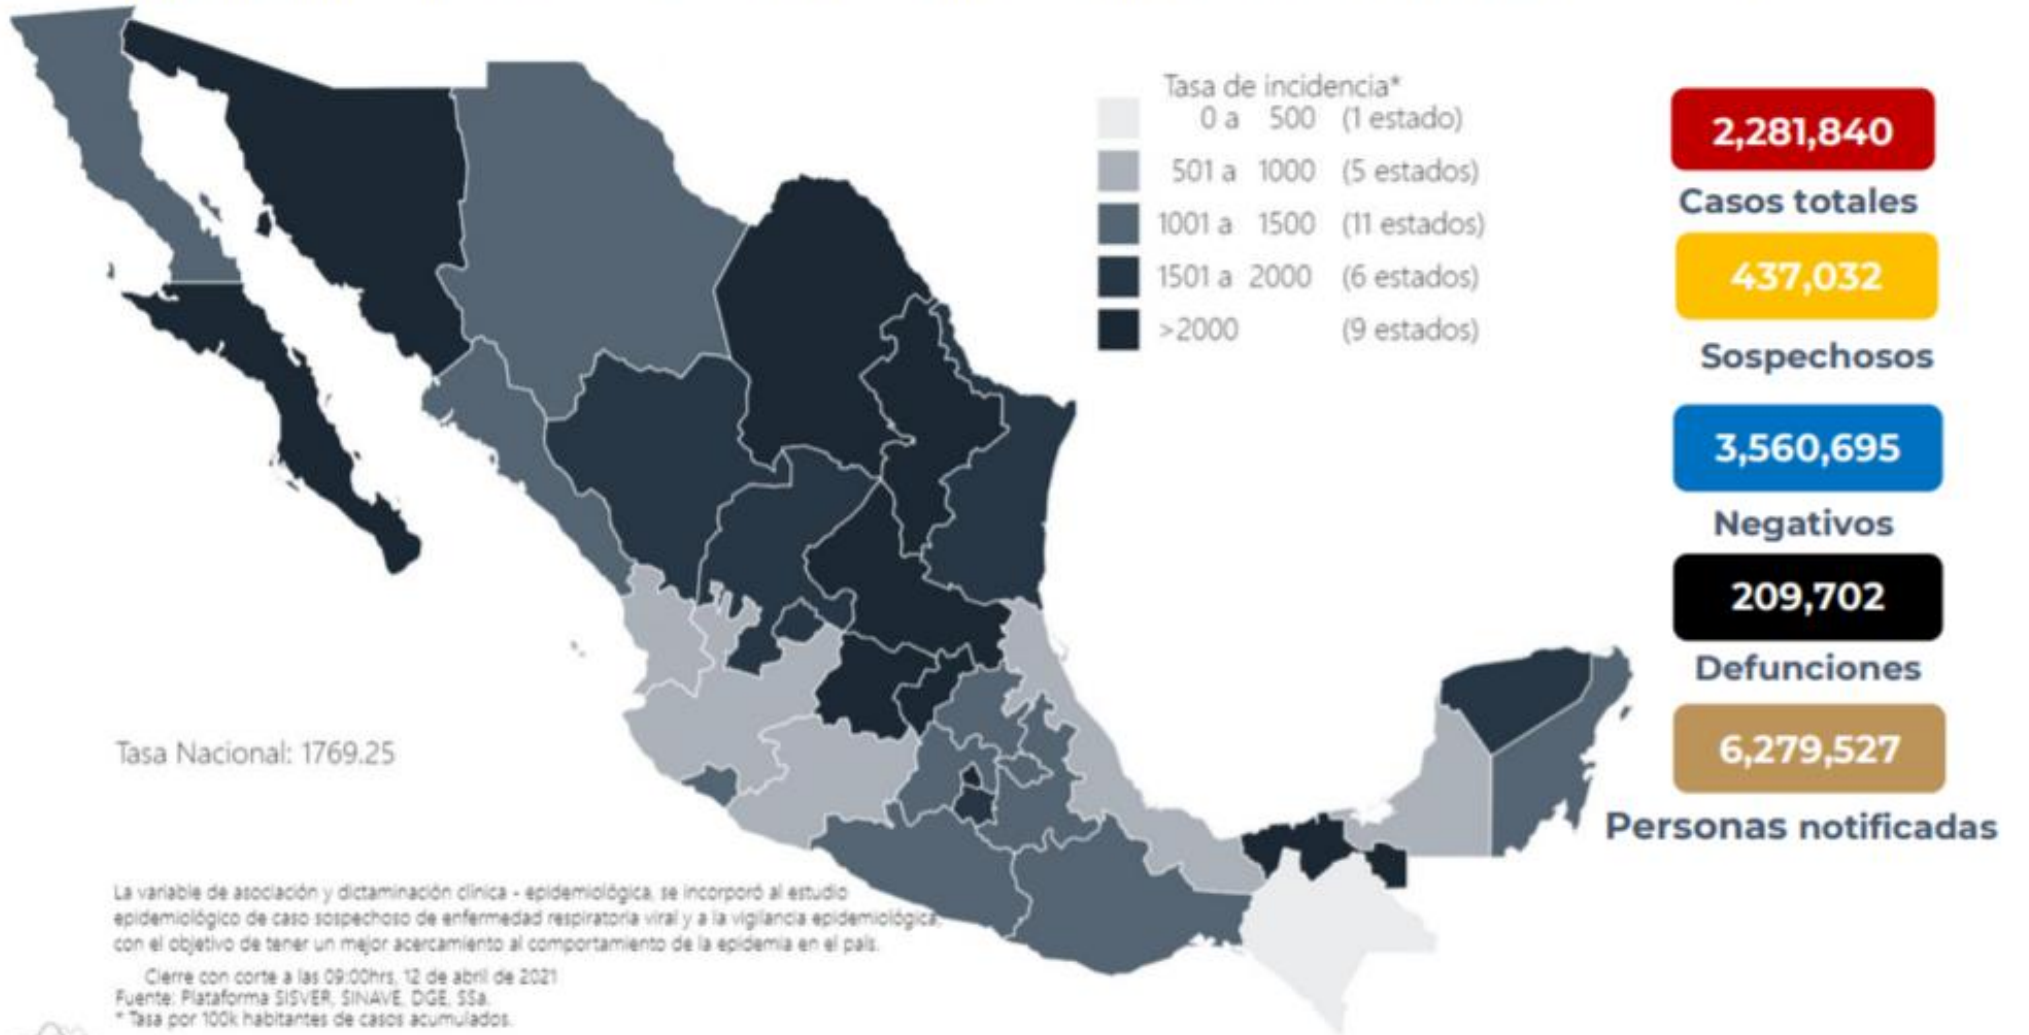 Tasa de incidencia*
0 a 500 (1 estado)
501 a 1000 (5 estados)
1001 a 1500 (11 estados)
1501 a 2000 (6 estados)
>2000 (9 estados)
2,281,840
Casos totales
437,032
Sospechosos
3,560,695
Negativos
209,702
Defunciones
6,279,527
Personas notificadas
Tasa Nacional: 1769.25
La variable de asociación y dictaminación clínica - epidemiológica, se incorporó al estudio
epidemiológico de caso sospechoso de enfermedad respiratoria viral y a la vigilancia epidemiológica,
con el objetivo de tener un mejor acercamiento al comportamiento de la epidemia en el país.
Cierre con corte a las 09:00hrs, 12 de abril de 2021
Fuente: Plataforma SISVER, SINAVE, DGE, SSa.
* Tasa por 100k habitantes de casos acumulados.